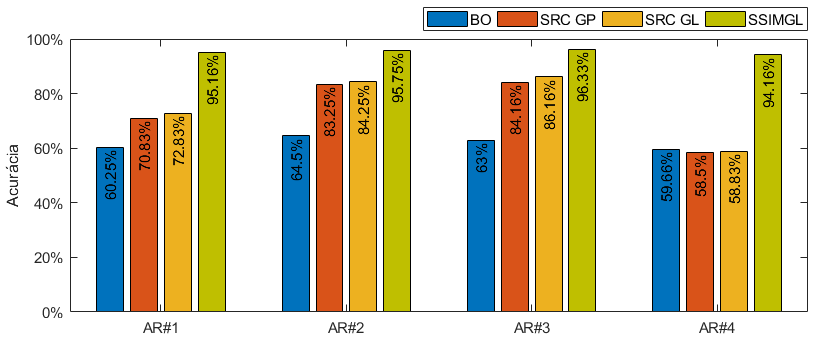 BO SRC GP SRC GL SSIMGL
Acurácia
100%
80%
60%
40%
20%
0%
60.25% 70.83% 72.83% 95.16%
64.5% 83.25% 84.25% 95.75%
63% 84.16% 86.16% 96.33%
59.66% 58.5% 58.83% 94.16%
AR#1 AR#2 AR#3 AR#4